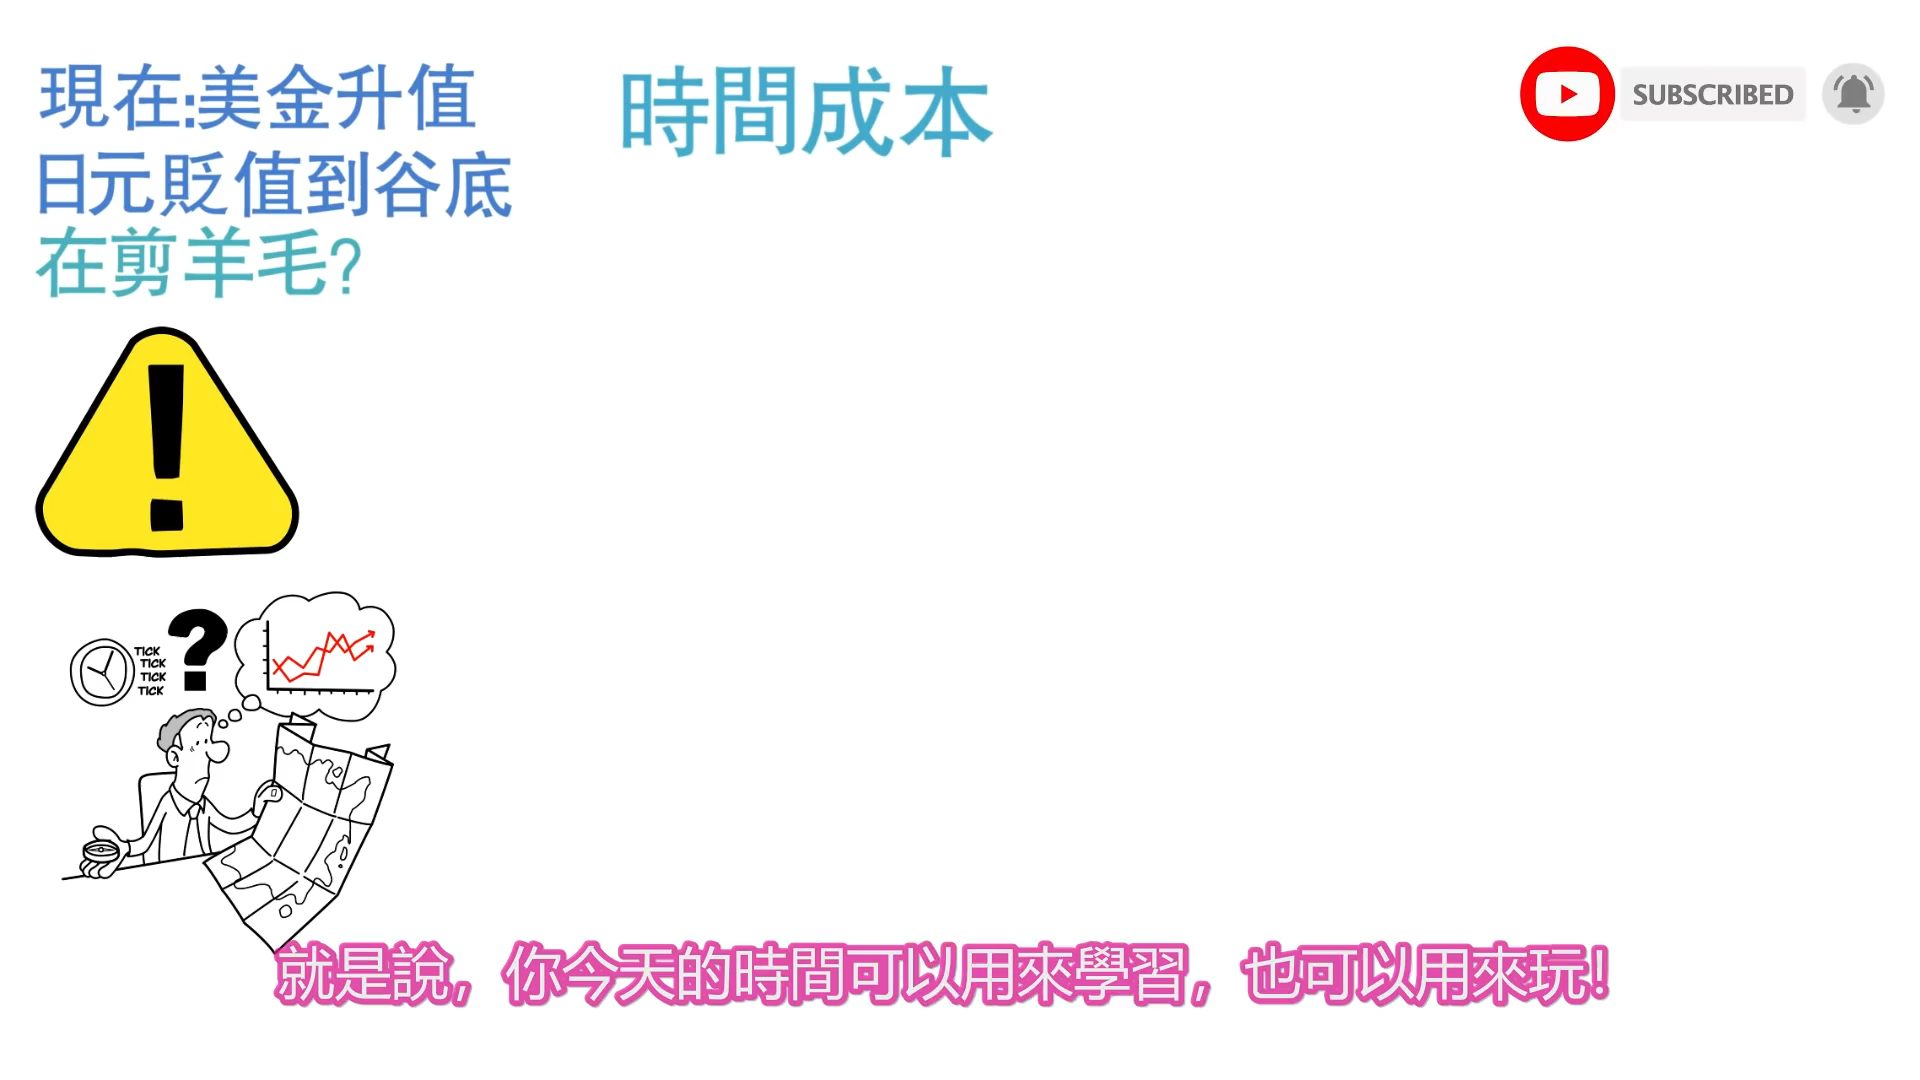 現在:美金升值
日元貶值到谷底
在剪羊毛?
時間成本
SUBSCRIBED
!
TICK
TICK
TICK
TICK
?
就是說，你今天的時間可以用來學習，也可以用來玩！